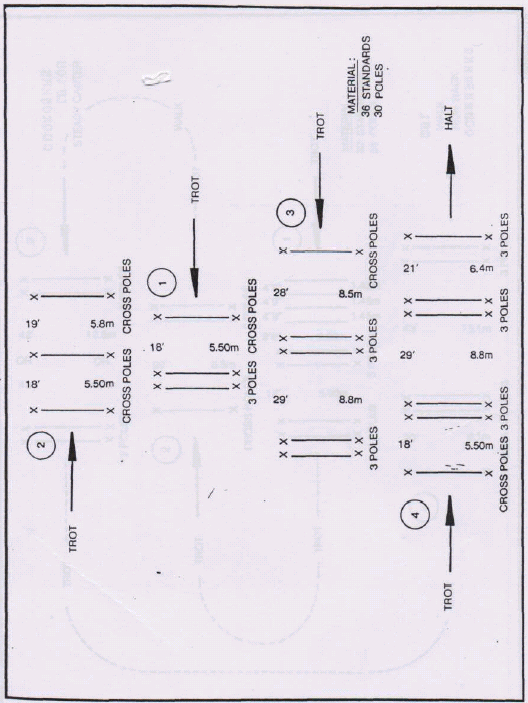 MATERIAL:
36 STANDARDS
30 POLES
TROT
1
18'
5.50m
CROSS POLES
3 POLES
TROT
2
18'
5.50m
19'
5.8m
CROSS POLES
CROSS POLES
TROT
3
28'
8.5m
29'
8.8m
CROSS POLES
3 POLES
3 POLES
TROT
4
18'
5.50m
29'
8.8m
21'
6.4m
CROSS POLES
3 POLES
3 POLES
3 POLES
HALT